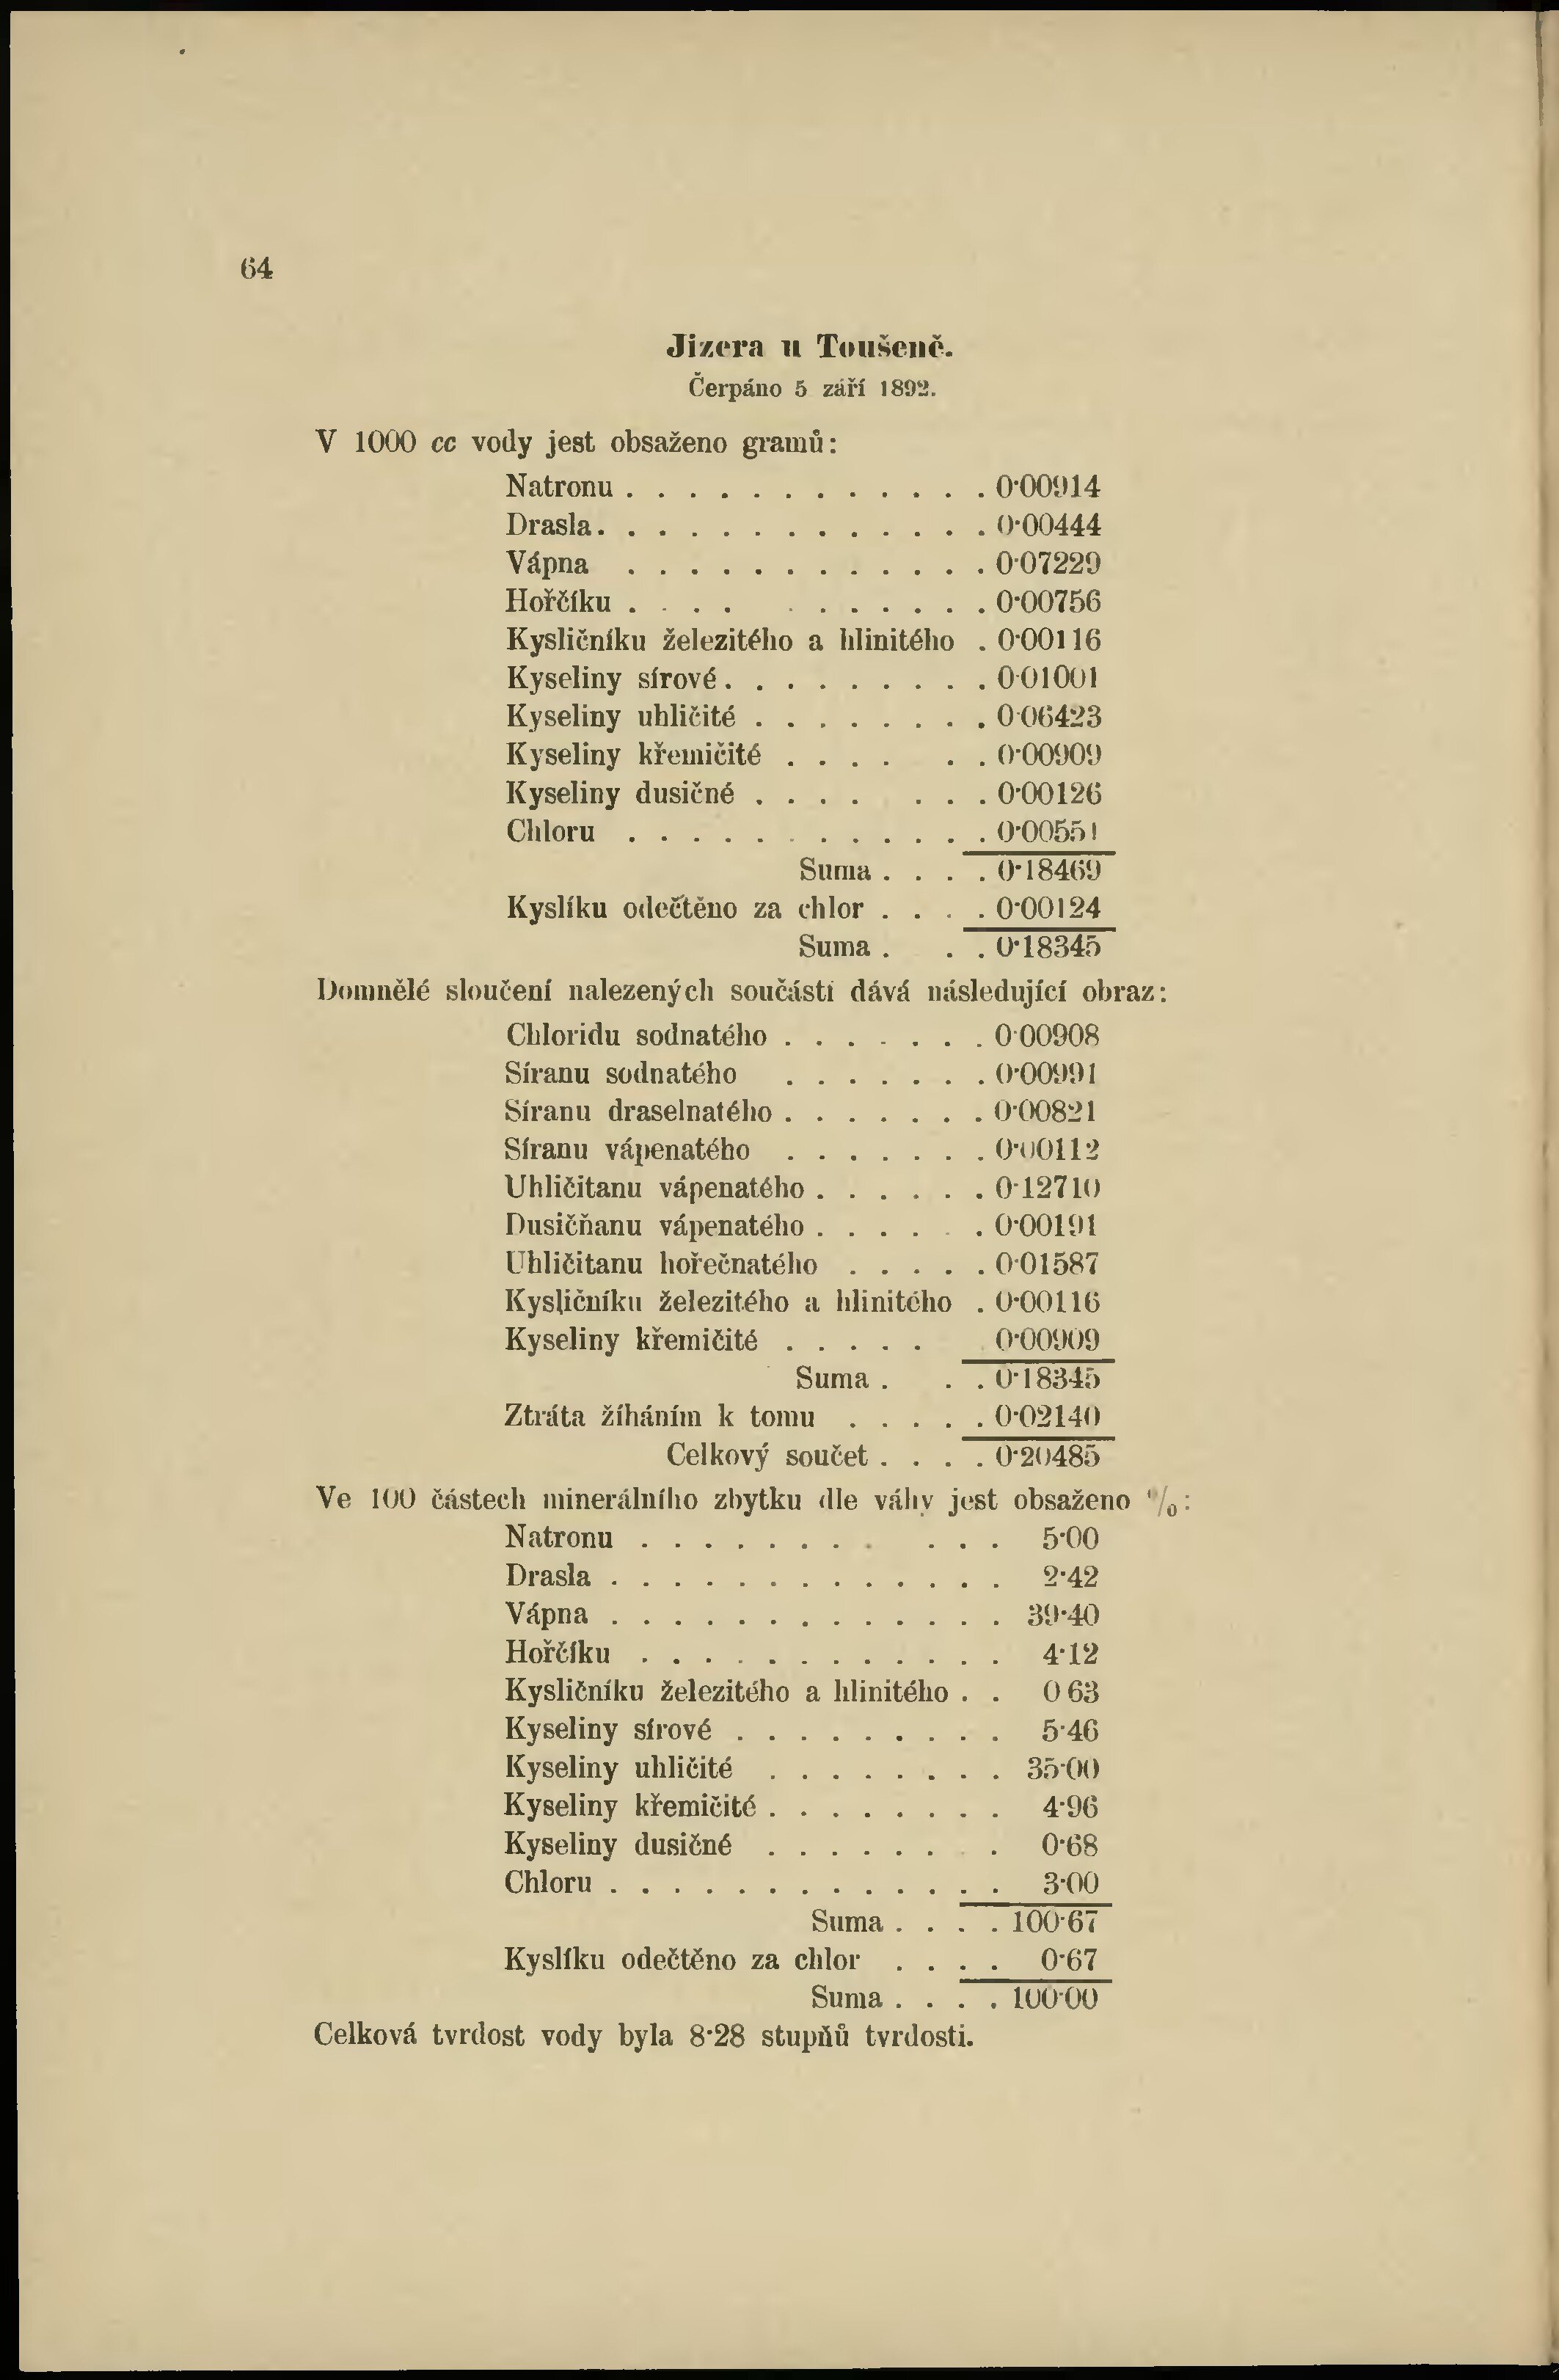 64
Jizera u Toušeně.
Čerpáno 5 září 1892.
V 1000 cc vody jest obsaženo gramů:
Natronu . . . . . . . . . . . . 0·00914
Drasla. . . . . . . . . . . . . 0·00444
Vápna . . . . . . . . . . . . 0·07229
Hořčíku . . . . . . . . . . . 0·00756
Kysličníku železitého a hlinitého . 0·00116
Kyseliny sírové . . . . . . . . . 0·01001
Kyseliny uhličité . . . . . . . . 0·06423
Kyseliny křemičité . . . . . . 0·00909
Kyseliny dusičné . . . . . . . 0·00126
Chloru . . . . . . . . . . . . 0·00551
Suma . . . . 0·18469
Kyslíku odečtěno za chlor . . . . 0·00124
Suma . . . 0·18345
Domnělé sloučení nalezených součástí dává následující obraz:
Chloridu sodnatého . . . . . . . 0·00908
Síranu sodnatého . . . . . . . 0·00991
Síranu draselnatého . . . . . . . 0·00821
Síranu vápenatého . . . . . . . 0·00112
Uhličitanu vápenatého . . . . . . 0·12710
Dusičňanu vápenatého . . . . . . 0·00191
Uhličitanu hořečnatého . . . . . 0·01587
Kysličníku železitého a hlinitého . 0·00116
Kyseliny křemičité . . . . . 0·00909
Suma . . . 0·18345
Ztráta žíháním k tomu . . . . . 0·02140
Celkový součet . . . . 0·20485
Ve 100 částech minerálního zbytku dle váhy jest obsaženo %:
Natronu . . . . . . . . . . . 5·00
Drasla . . . . . . . . . . . . . 2·42
Vápna . . . . . . . . . . . . . 39·40
Hořčíku . . . . . . . . . . . . 4·12
Kysličníku železitého a hlinitého . . 0·63
Kyseliny sírové . . . . . . . . . 5·46
Kyseliny uhličité . . . . . . . . 35·00
Kyseliny křemičité . . . . . . . . 4·96
Kyseliny dusičné . . . . . . . . 0·68
Chloru . . . . . . . . . . . . . 3·00
Suma . . . . 100·67
Kyslíku odečtěno za chlor . . . . 0·67
Suma . . . . 100·00
Celková tvrdost vody byla 8·28 stupňů tvrdosti.